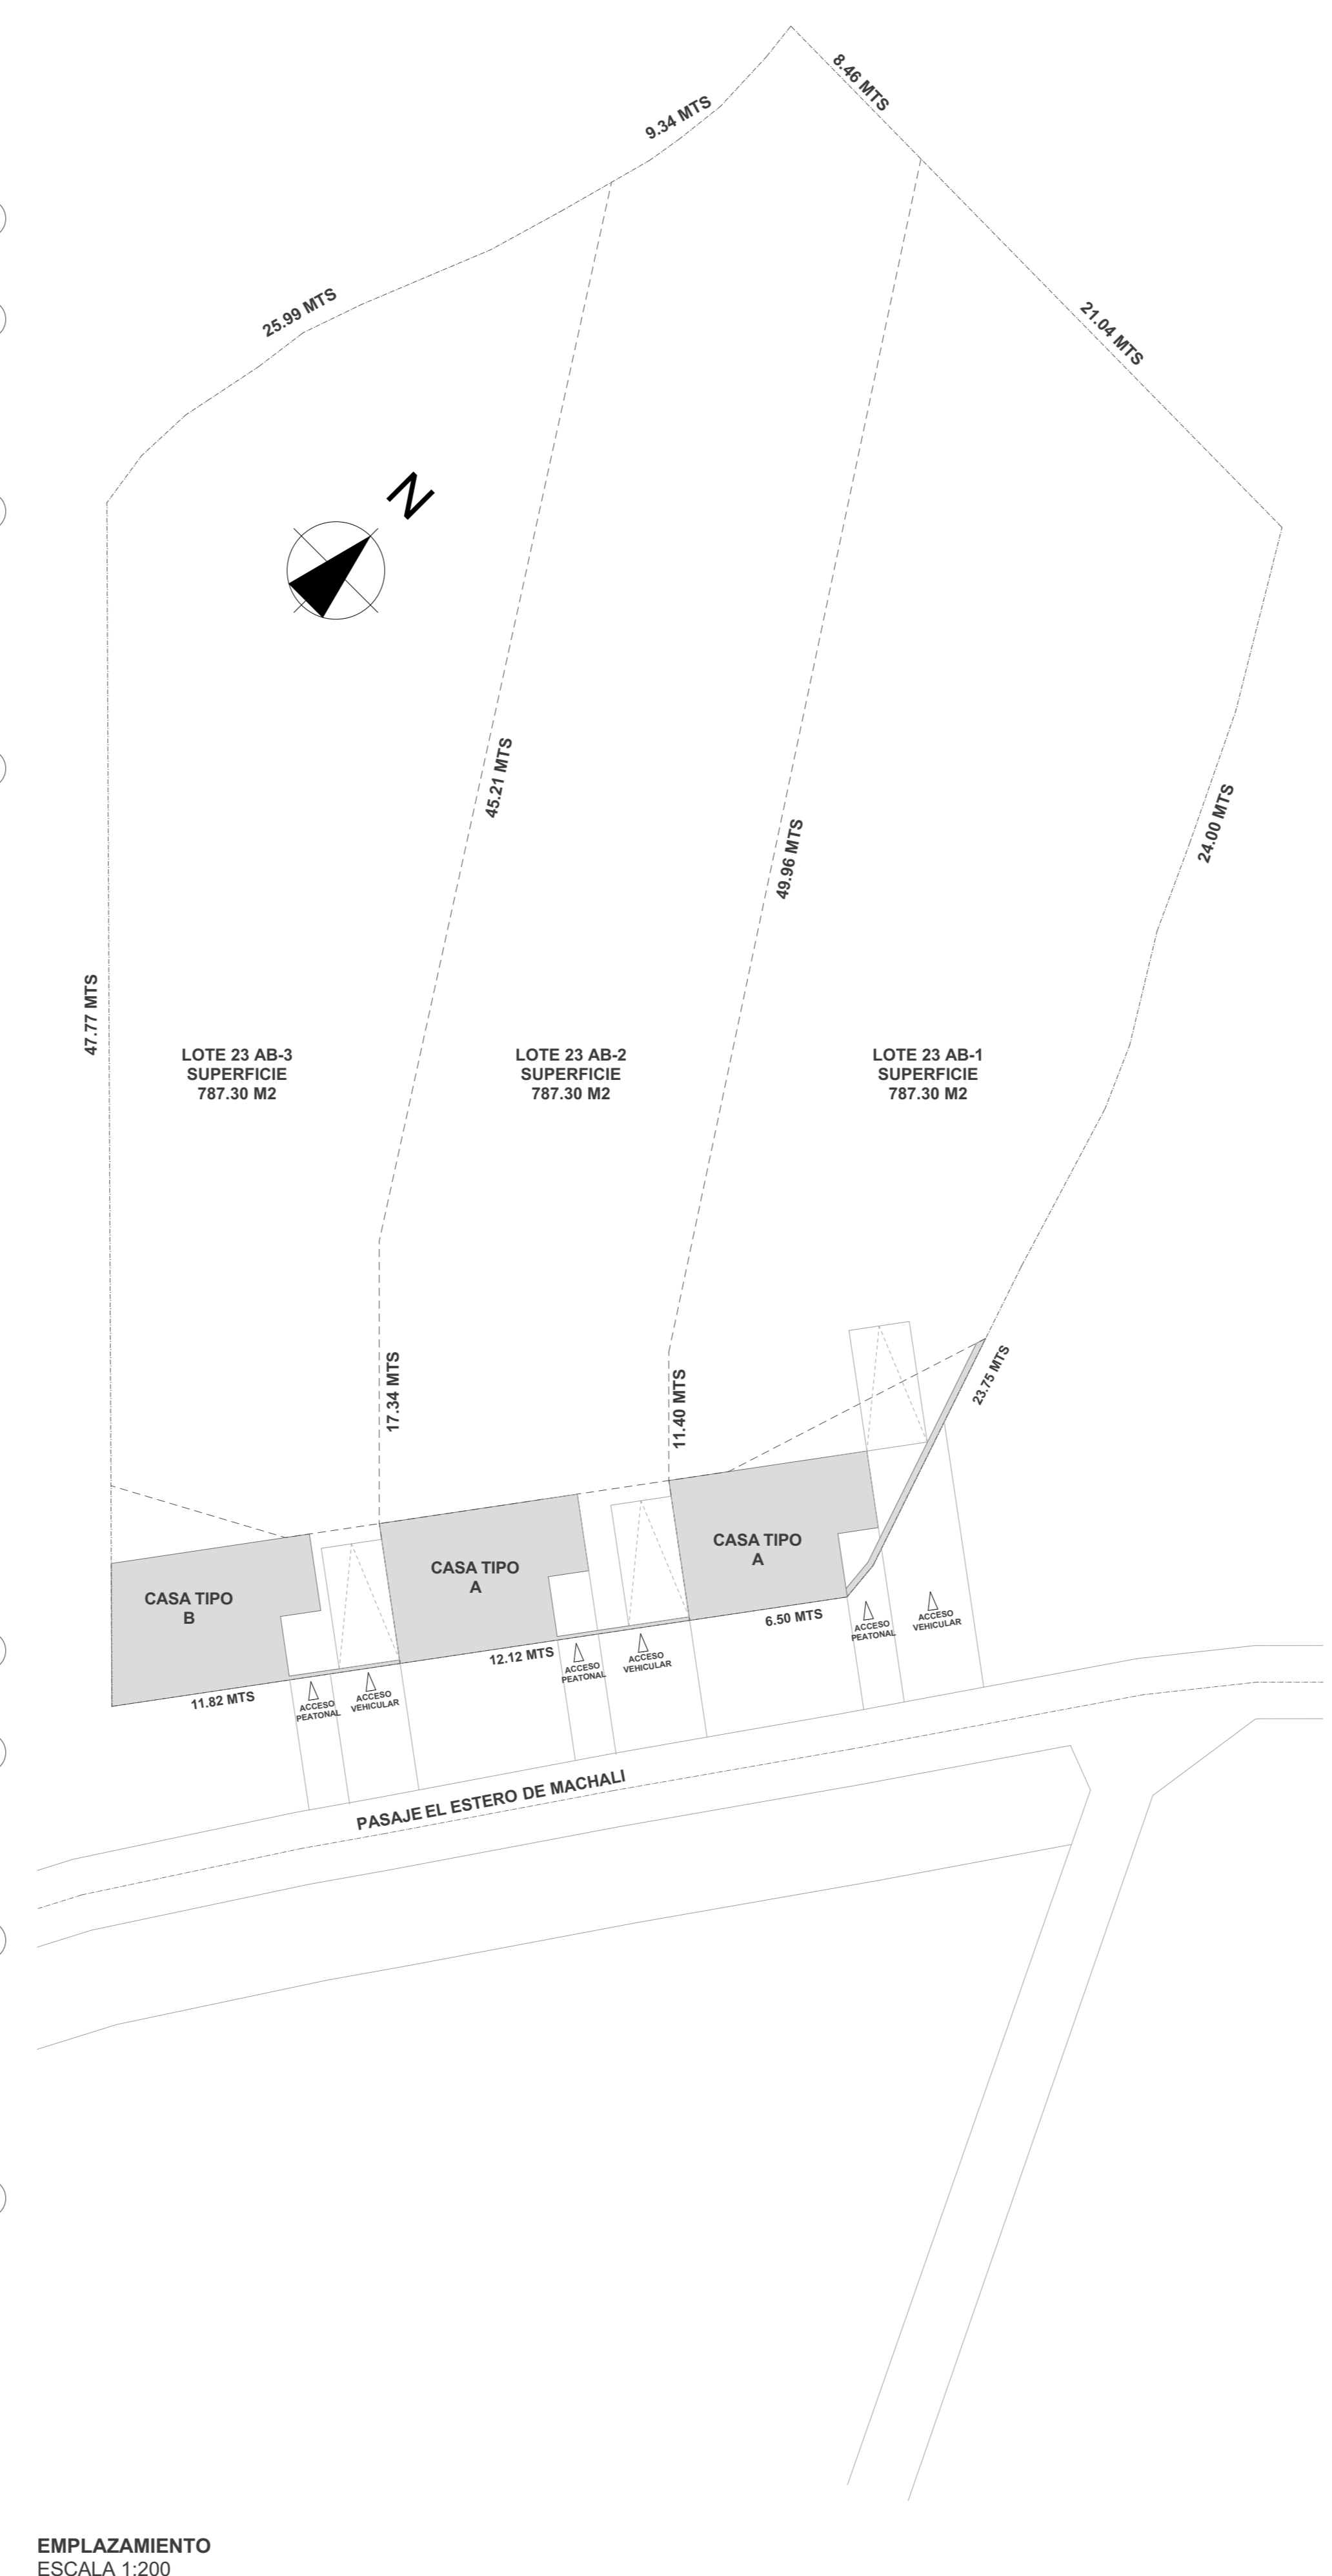 8.46 MTS
9.34 MTS
25.99 MTS
21.04 MTS
N
45.21 MTS
49.96 MTS
24.00 MTS
47.77 MTS
LOTE 23 AB-3
SUPERFICIE
787.30 M2
LOTE 23 AB-2
SUPERFICIE
787.30 M2
LOTE 23 AB-1
SUPERFICIE
787.30 M2
17.34 MTS
11.40 MTS
23.75 MTS
CASA TIPO
B
CASA TIPO
A
CASA TIPO
A
11.82 MTS
12.12 MTS
6.50 MTS
ACCESO
PEATONAL
ACCESO
VEHICULAR
ACCESO
PEATONAL
ACCESO
VEHICULAR
ACCESO
PEATONAL
ACCESO
VEHICULAR
PASAJE EL ESTERO DE MACHALI
EMPLAZAMIENTO
ESCALA 1:200